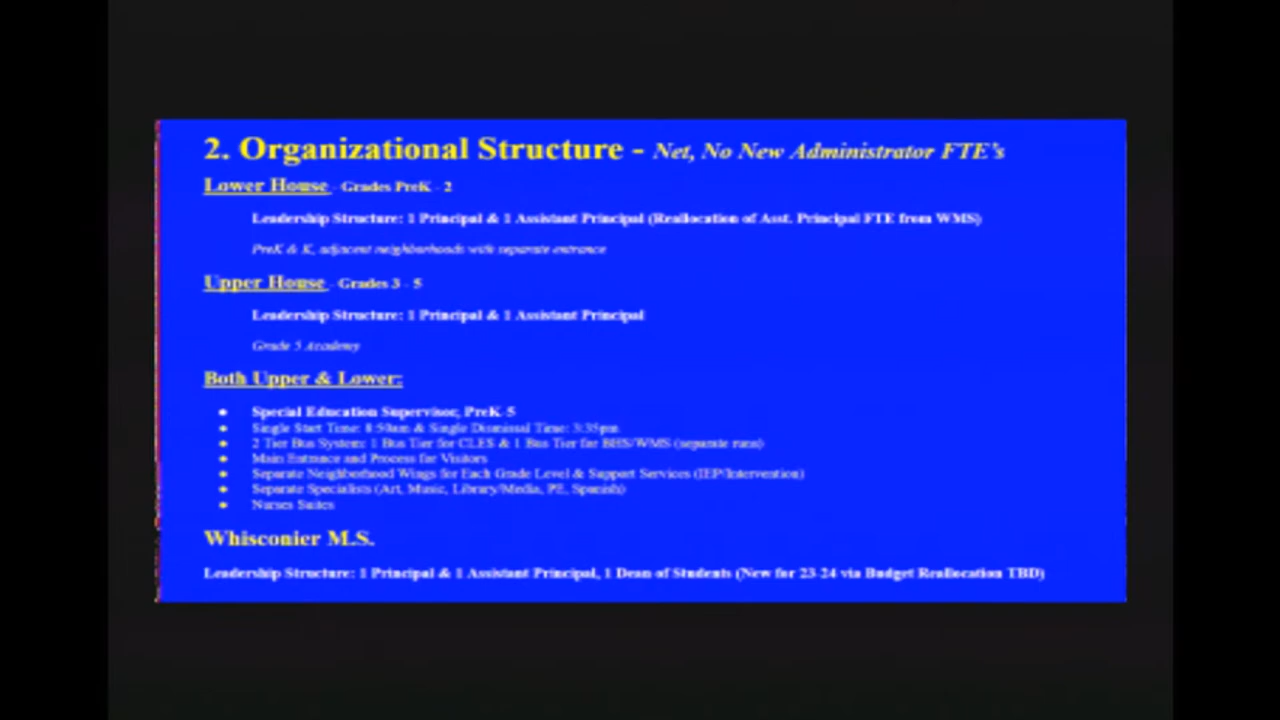 2. Organizational Structure - Net, No New Administrator FTE's
Lower House - Grades PreK - 2
Leadership Structure: 1 Principal & 1 Assistant Principal (Reallocation of Asst. Principal FTE from WMS)
PreK & K, adjacent neighborhoods with separate entrance
Upper House - Grades 3 - 5
Leadership Structure: 1 Principal & 1 Assistant Principal
Grade 5 Academy
Both Upper & Lower:
● Special Education Supervisor, PreK-5
● Single Start Time: 8:50am & Single Dismissal Time: 3:35pm
● 2 Tier Bus System: 1 Bus Tier for CLES & 1 Bus Tier for BHS/WMS (separate runs)
● Main Entrance and Process for Visitors
● Separate Neighborhood Wings for Each Grade Level & Support Services (IEP/Intervention)
● Separate Specialists (Art, Music, Library/Media, PE, Spanish)
● Nurses Suites
Whisconier M.S.
Leadership Structure: 1 Principal & 1 Assistant Principal, 1 Dean of Students (New for 23-24 via Budget Reallocation TBD)